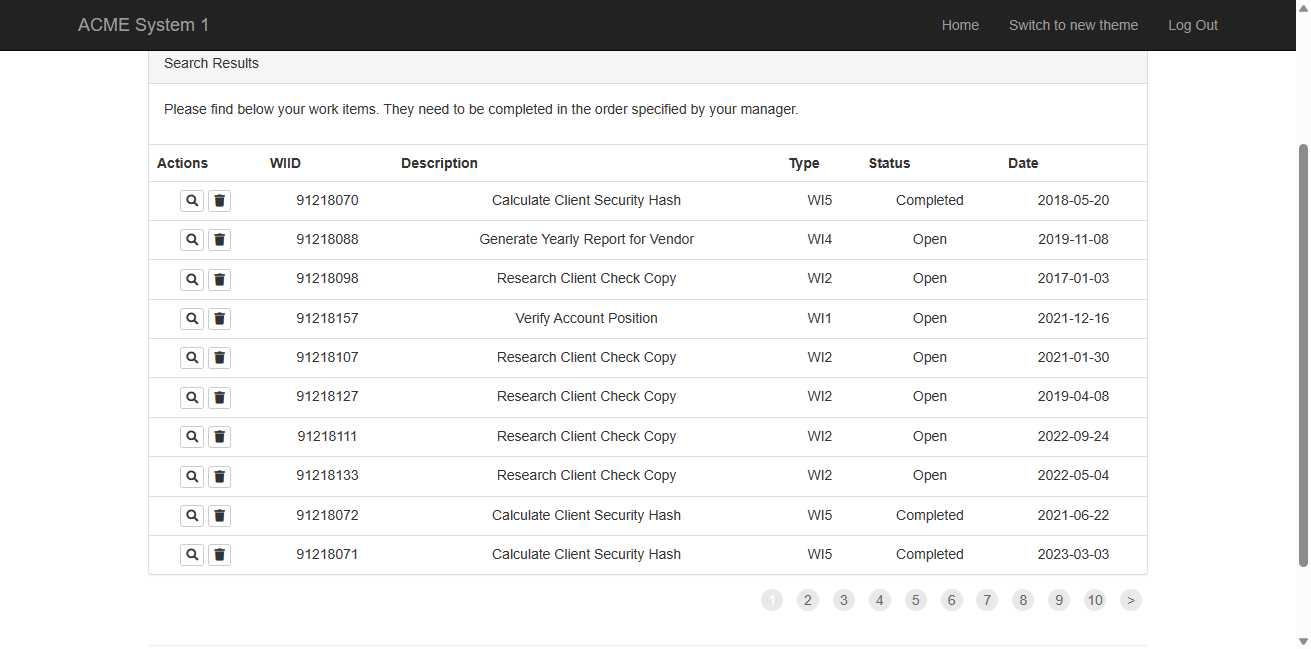 ACME System 1 Home Switch to new theme Log Out
Search Results
Please find below your work items. They need to be completed in the order specified by your manager.
Actions WIID Description Type Status Date
91218070 Calculate Client Security Hash WI5 Completed 2018-05-20
91218088 Generate Yearly Report for Vendor WI4 Open 2019-11-08
91218098 Research Client Check Copy WI2 Open 2017-01-03
91218157 Verify Account Position WI1 Open 2021-12-16
91218107 Research Client Check Copy WI2 Open 2021-01-30
91218127 Research Client Check Copy WI2 Open 2019-04-08
91218111 Research Client Check Copy WI2 Open 2022-09-24
91218133 Research Client Check Copy WI2 Open 2022-05-04
91218072 Calculate Client Security Hash WI5 Completed 2021-06-22
91218071 Calculate Client Security Hash WI5 Completed 2023-03-03
1 2 3 4 5 6 7 8 9 10 >